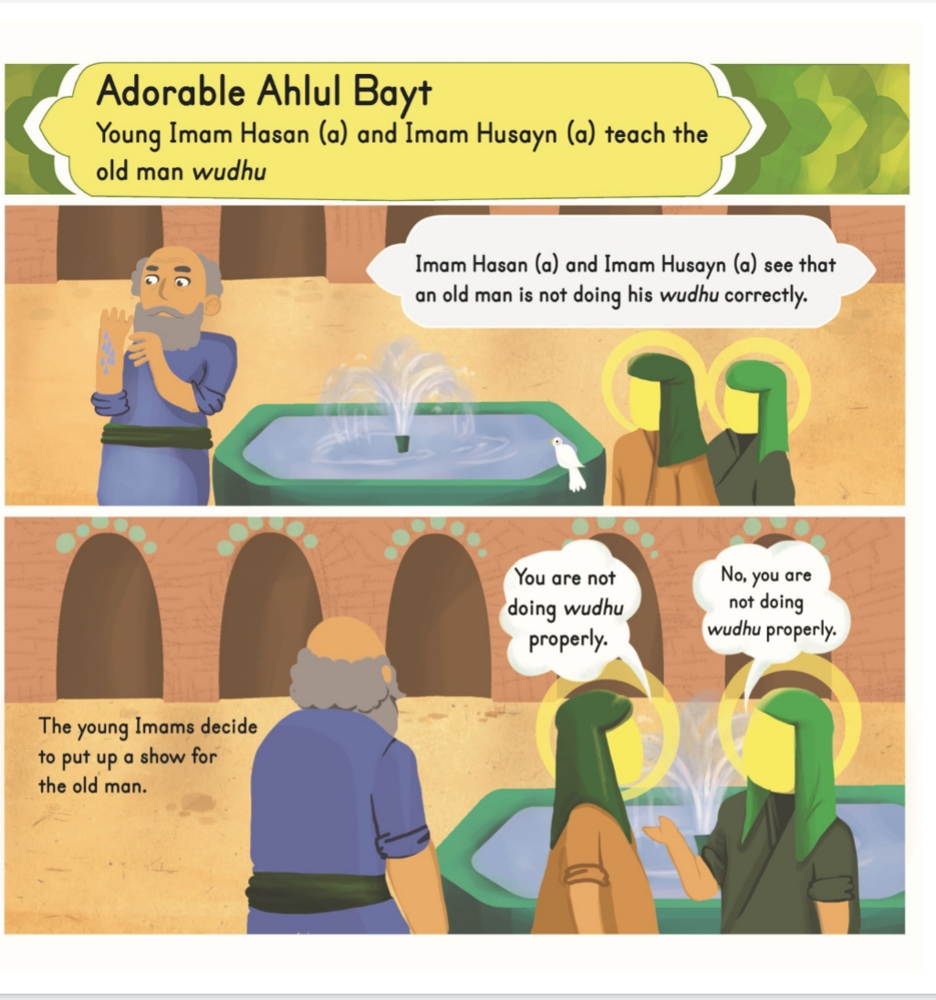 Adorable Ahlul Bayt
Young Imam Hasan (a) and Imam Husayn (a) teach the
old man wudhu
Imam Hasan (a) and Imam Husayn (a) see that
an old man is not doing his wudhu correctly.
You are not
doing wudhu
properly.
No, you are
not doing
wudhu properly.
The young Imams decide
to put up a show for
the old man.